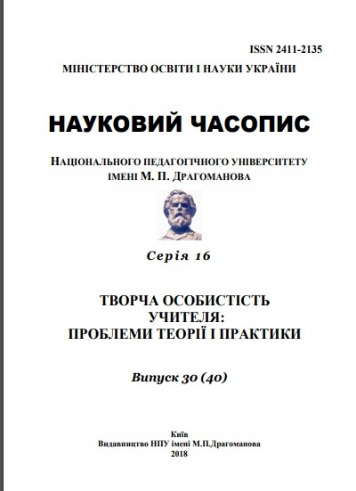 ISSN 2411-2135
МІНІСТЕРСТВО ОСВІТИ І НАУКИ УКРАЇНИ
НАУКОВИЙ ЧАСОПИС
НАЦІОНАЛЬНОГО ПЕДАГОГІЧНОГО УНІВЕРСИТЕТУ
ІМЕНІ М. П. ДРАГОМАНОВА
Серія 16
ТВОРЧА ОСОБИСТІСТЬ
УЧИТЕЛЯ:
ПРОБЛЕМИ ТЕОРІЇ І ПРАКТИКИ
Випуск 30 (40)
Київ
Видавництво НПУ імені М.П.Драгоманова
2018